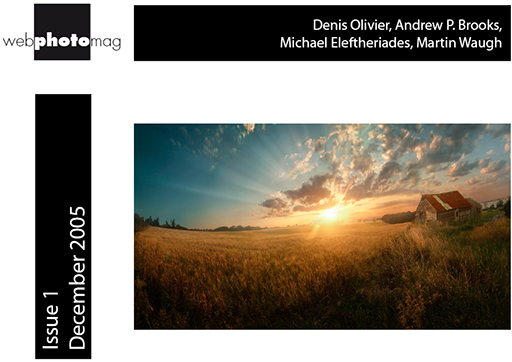 webphotomag
Denis Olivier, Andrew P. Brooks,
Michael Eleftheriades, Martin Waugh
Issue 1
December 2005